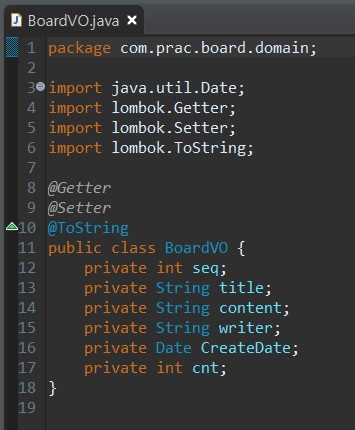 BoardVO.java
1 package com.prac.board.domain;
2
3 import java.util.Date;
4 import lombok.Getter;
5 import lombok.Setter;
6 import lombok.ToString;
7
8 @Getter
9 @Setter
10 @ToString
11 public class BoardVO {
12     private int seq;
13     private String title;
14     private String content;
15     private String writer;
16     private Date CreateDate;
17     private int cnt;
18 }
19